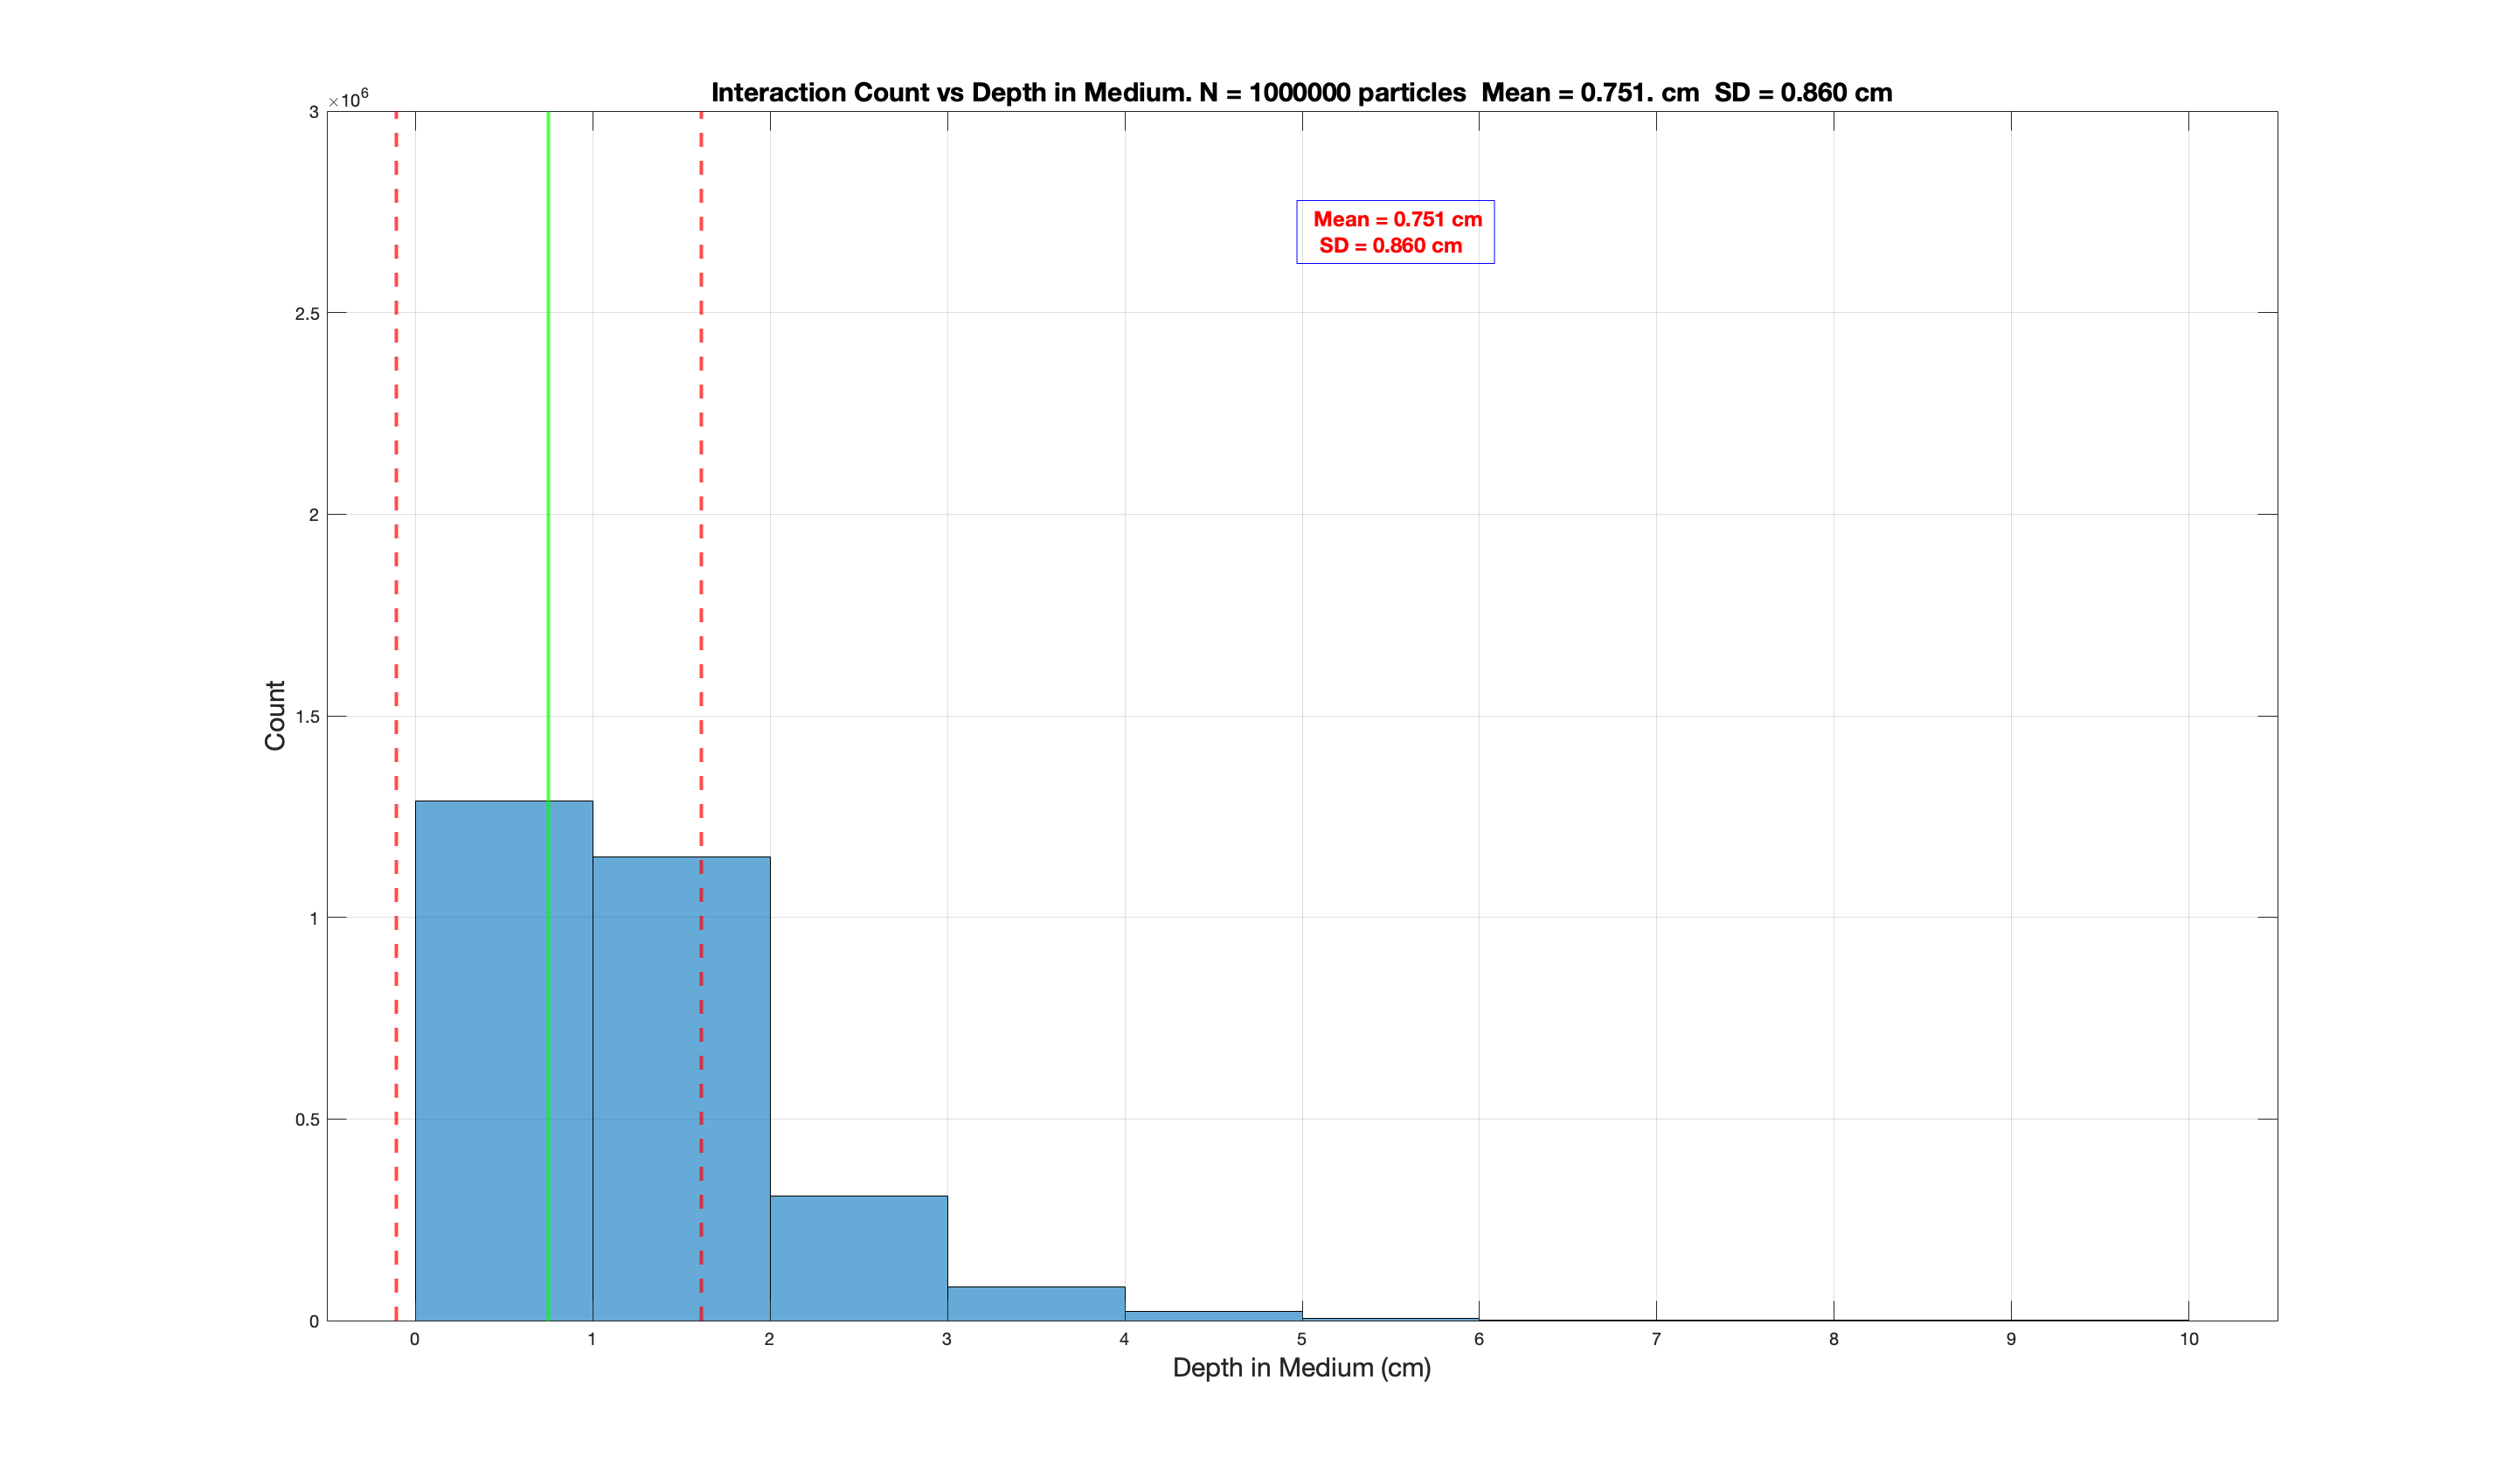 Interaction Count vs Depth in Medium. N = 1000000 particles  Mean = 0.751. cm  SD = 0.860 cm
×10^6
3
Mean = 0.751 cm
SD = 0.860 cm
2.5
2
1.5
Count
1
0.5
0
0 1 2 3 4 5 6 7 8 9 10
Depth in Medium (cm)